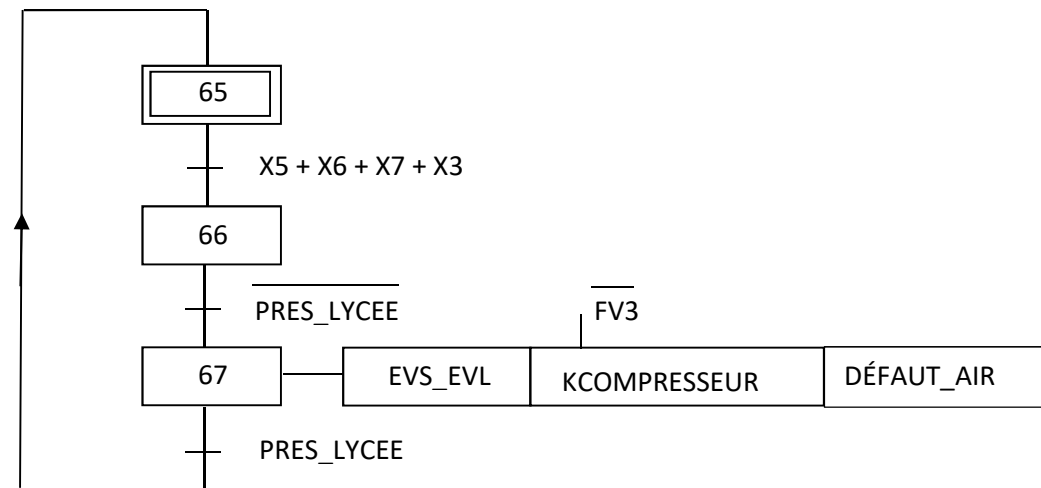 65
X5 + X6 + X7 + X3
66
PRES_LYCEE FV3
67 EVS_EVL KCOMPRESSEUR DÉFAUT_AIR
PRES_LYCEE